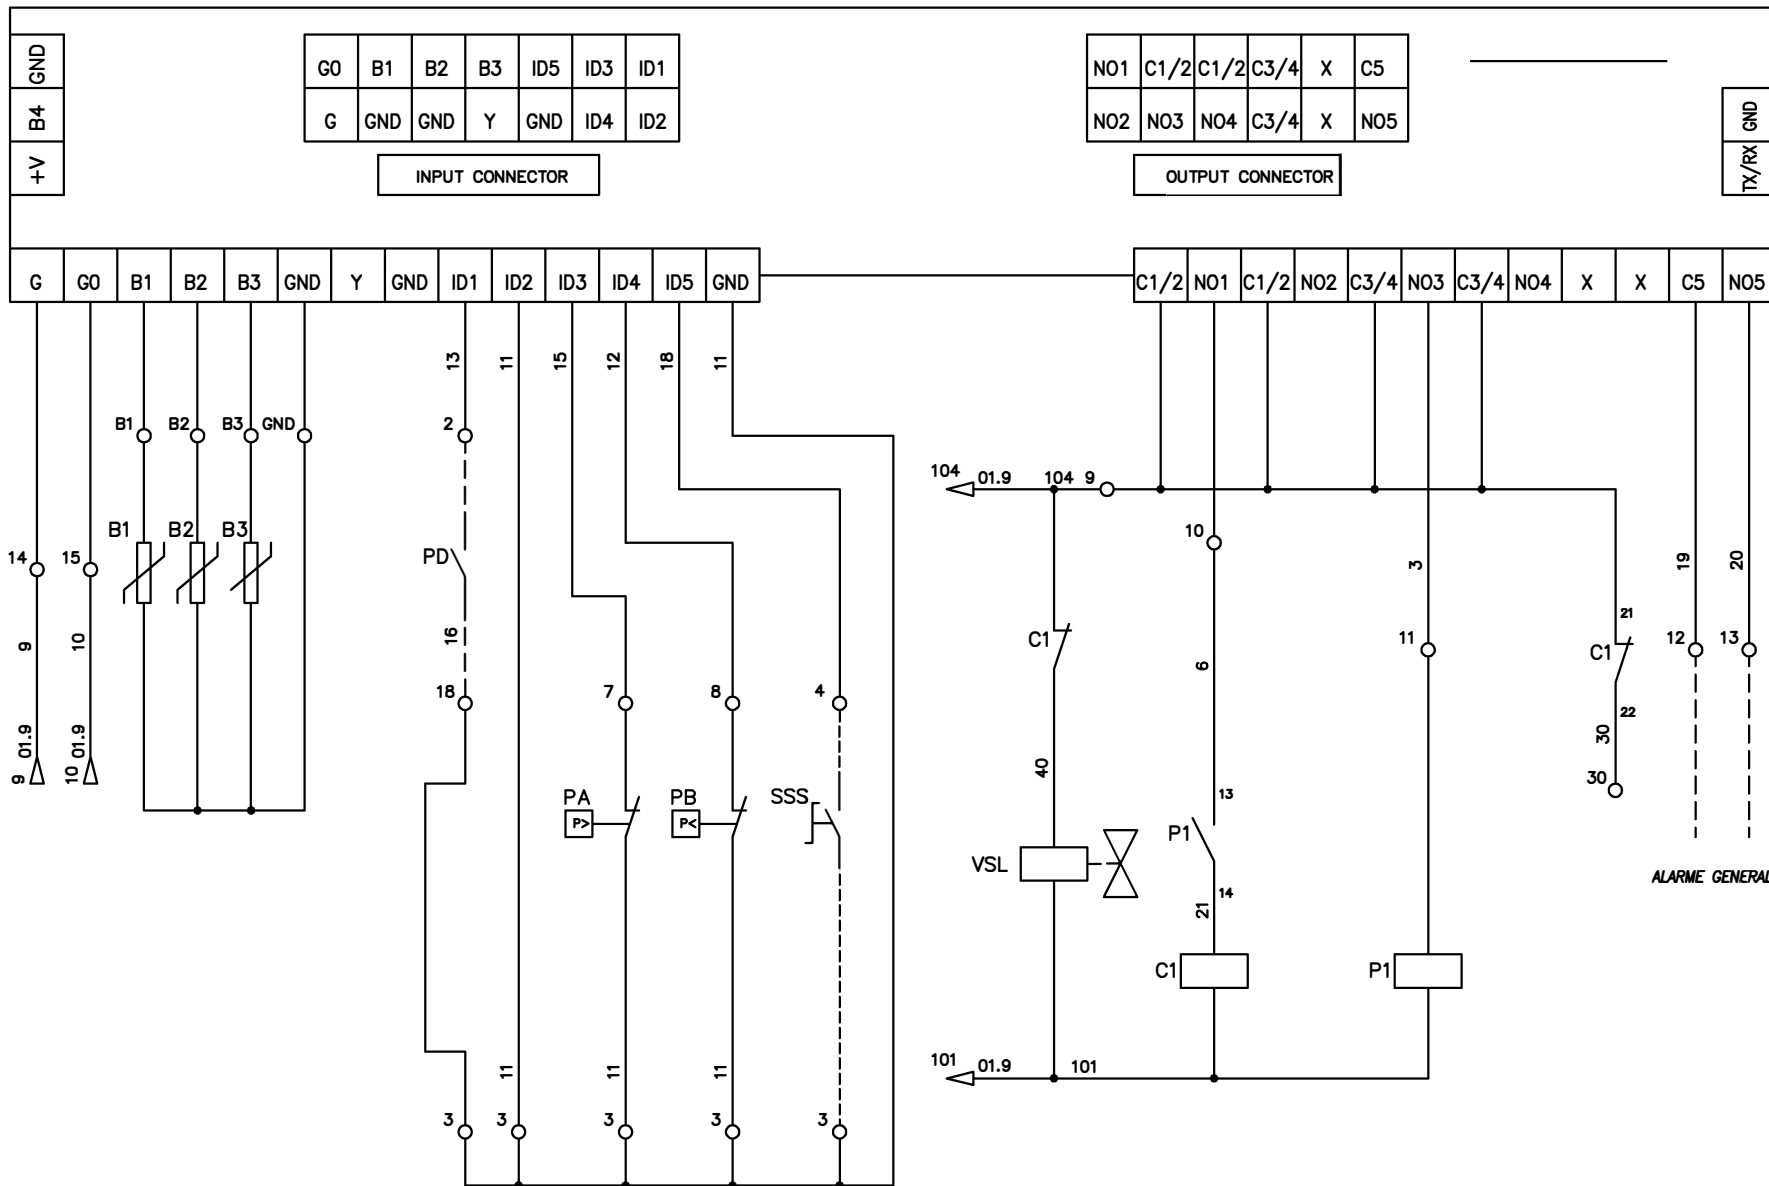 GND
B4
+V
G0 B1 B2 B3 ID5 ID3 ID1
G GND GND Y GND ID4 ID2
INPUT CONNECTOR
NO1 C1/2 C1/2 C3/4 X C5
NO2 NO3 NO4 C3/4 X NO5
OUTPUT CONNECTOR
GND
TX/RX
G G0 B1 B2 B3 GND Y GND ID1 ID2 ID3 ID4 ID5 GND
C1/2 NO1 C1/2 NO2 C3/4 NO3 C3/4 NO4 X X C5 NO5
13 11 15 12 18 11
B1 B2 B3 GND 2
104 01.9 104 9
B1 B2 B3
10
14 15
PD
3 19 20
9 10
16
C1
6
11
21
C1
12 13
18 7 8 4
22
01.9 01.9
9 10
40
30
30
PA PB SSS
P> P<
13
P1
VSL
14
21
ALARME GENERAL
C1 P1
11 11 11
101 01.9 101
3 3 3 3 3